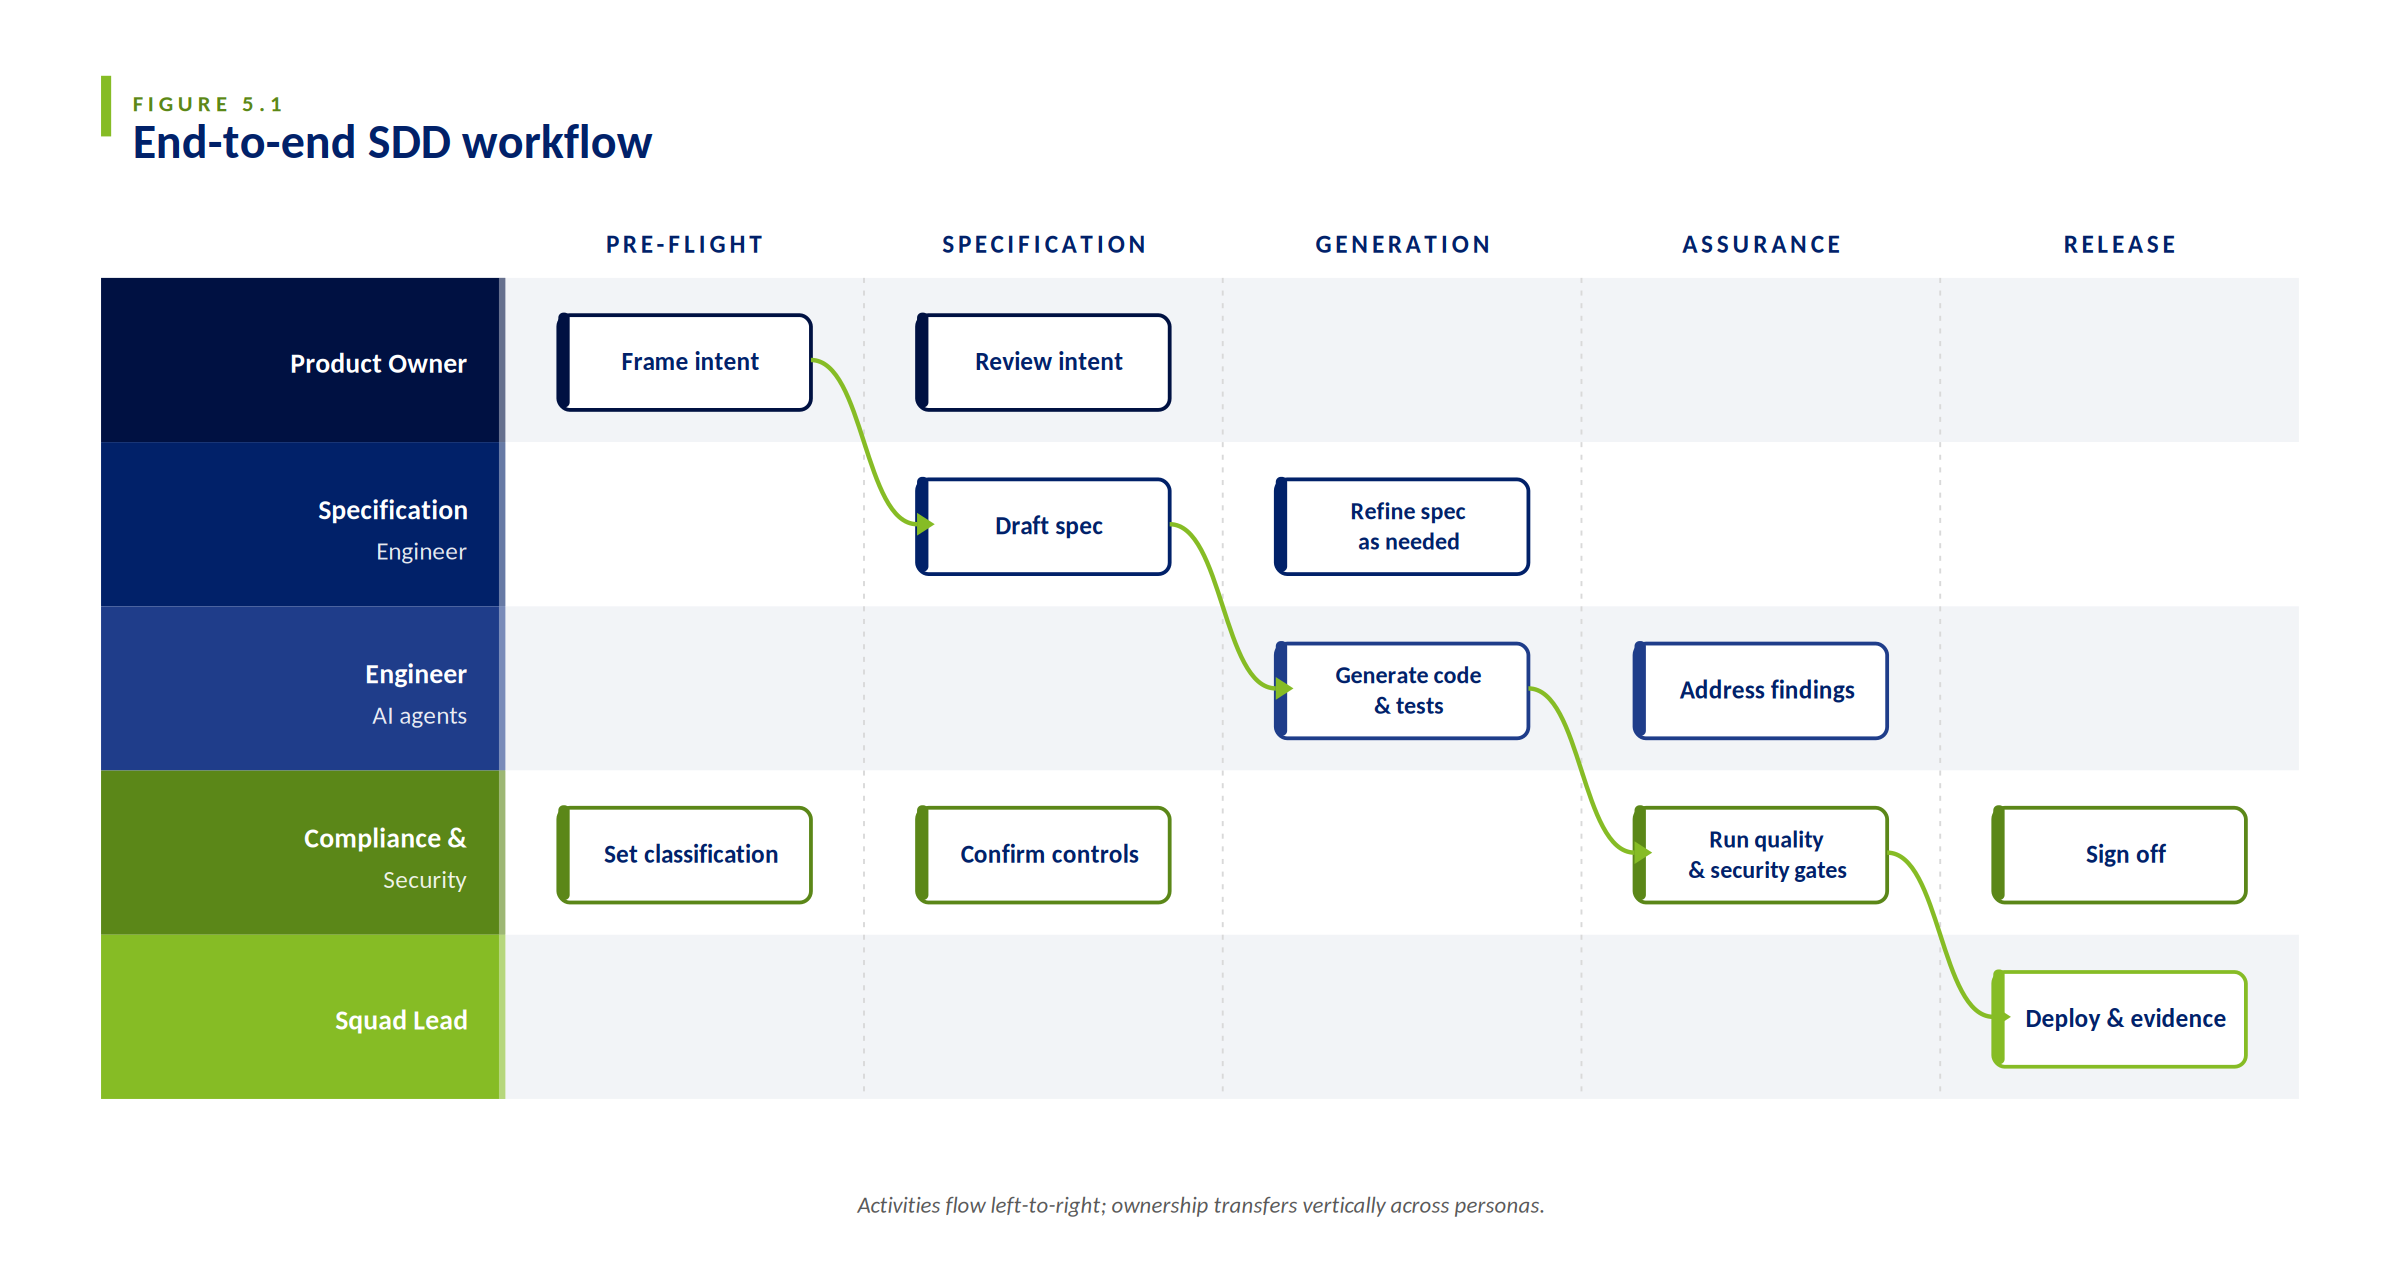 FIGURE 5.1
End-to-end SDD workflow
PRE-FLIGHT
SPECIFICATION
GENERATION
ASSURANCE
RELEASE
Product Owner
Frame intent
Review intent
Specification
Engineer
Draft spec
Refine spec
as needed
Engineer
AI agents
Generate code
& tests
Address findings
Compliance &
Security
Set classification
Confirm controls
Run quality
& security gates
Sign off
Squad Lead
Deploy & evidence
Activities flow left-to-right; ownership transfers vertically across personas.